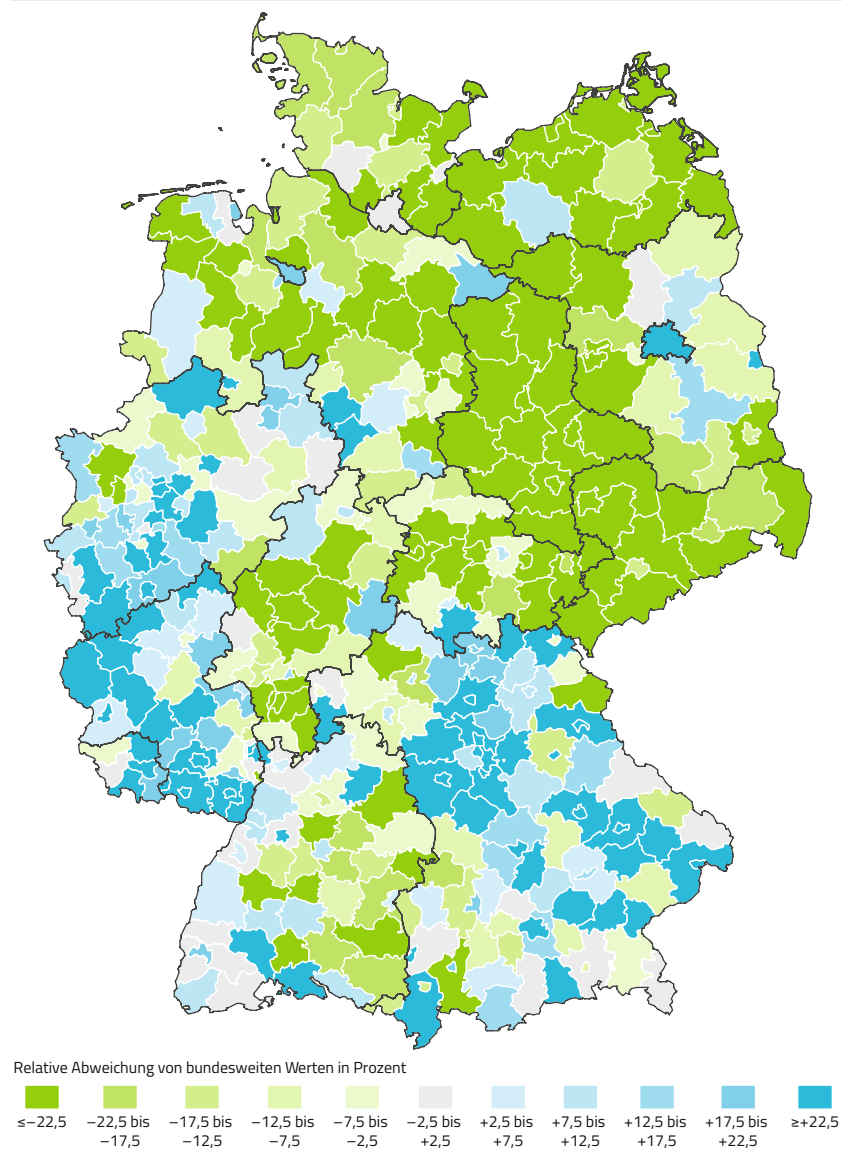 Relative Abweichung von bundesweiten Werten in Prozent
≤−22,5 −22,5 bis −17,5 bis −12,5 bis −7,5 bis −2,5 bis +2,5 bis +7,5 bis +12,5 bis +17,5 bis ≥+22,5
−17,5 −12,5 −7,5 −2,5 +2,5 +7,5 +12,5 +17,5 +22,5